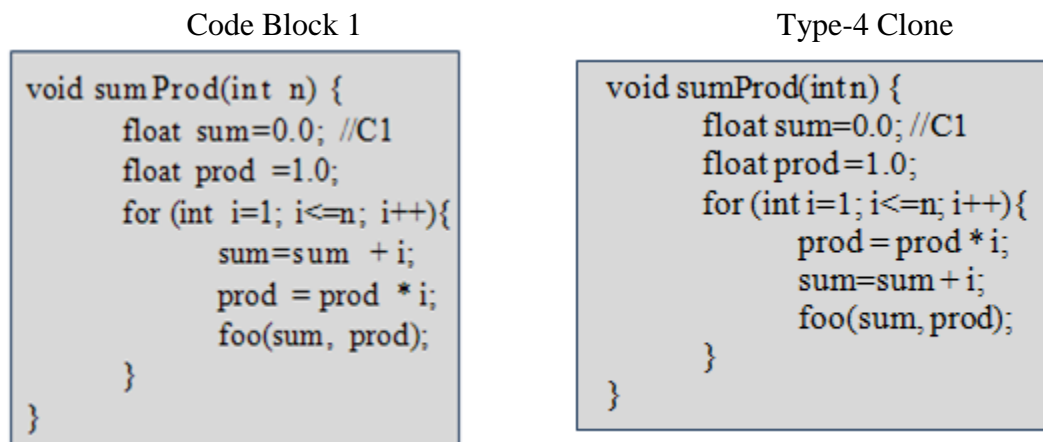 Code Block 1
void sumProd(int n) {
float sum=0.0; //C1
float prod =1.0;
for (int i=1; i<=n; i++){
sum=sum + i;
prod = prod * i;
foo(sum, prod);
}
}
Type-4 Clone
void sumProd(int n) {
float sum=0.0; //C1
float prod=1.0;
for (int i=1; i<=n; i++){
prod = prod * i;
sum=sum + i;
foo(sum, prod);
}
}